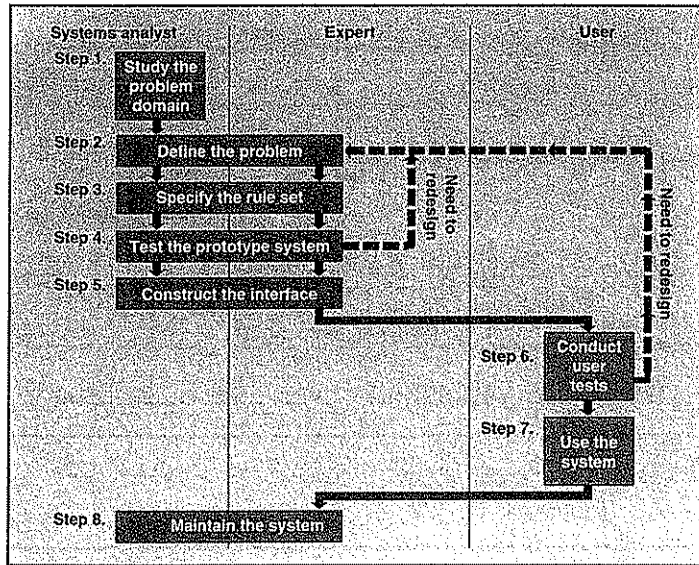 Systems analyst
Expert
User
Step 1.
Study the
problem
domain
Step 2.
Define the problem
Step 3.
Specify the rule set
Need to
redesign
Need to redesign
Step 4.
Test the prototype system
Step 5.
Construct the interface
Step 6.
Conduct
user
tests
Step 7.
Use the
system
Step 8.
Maintain the system